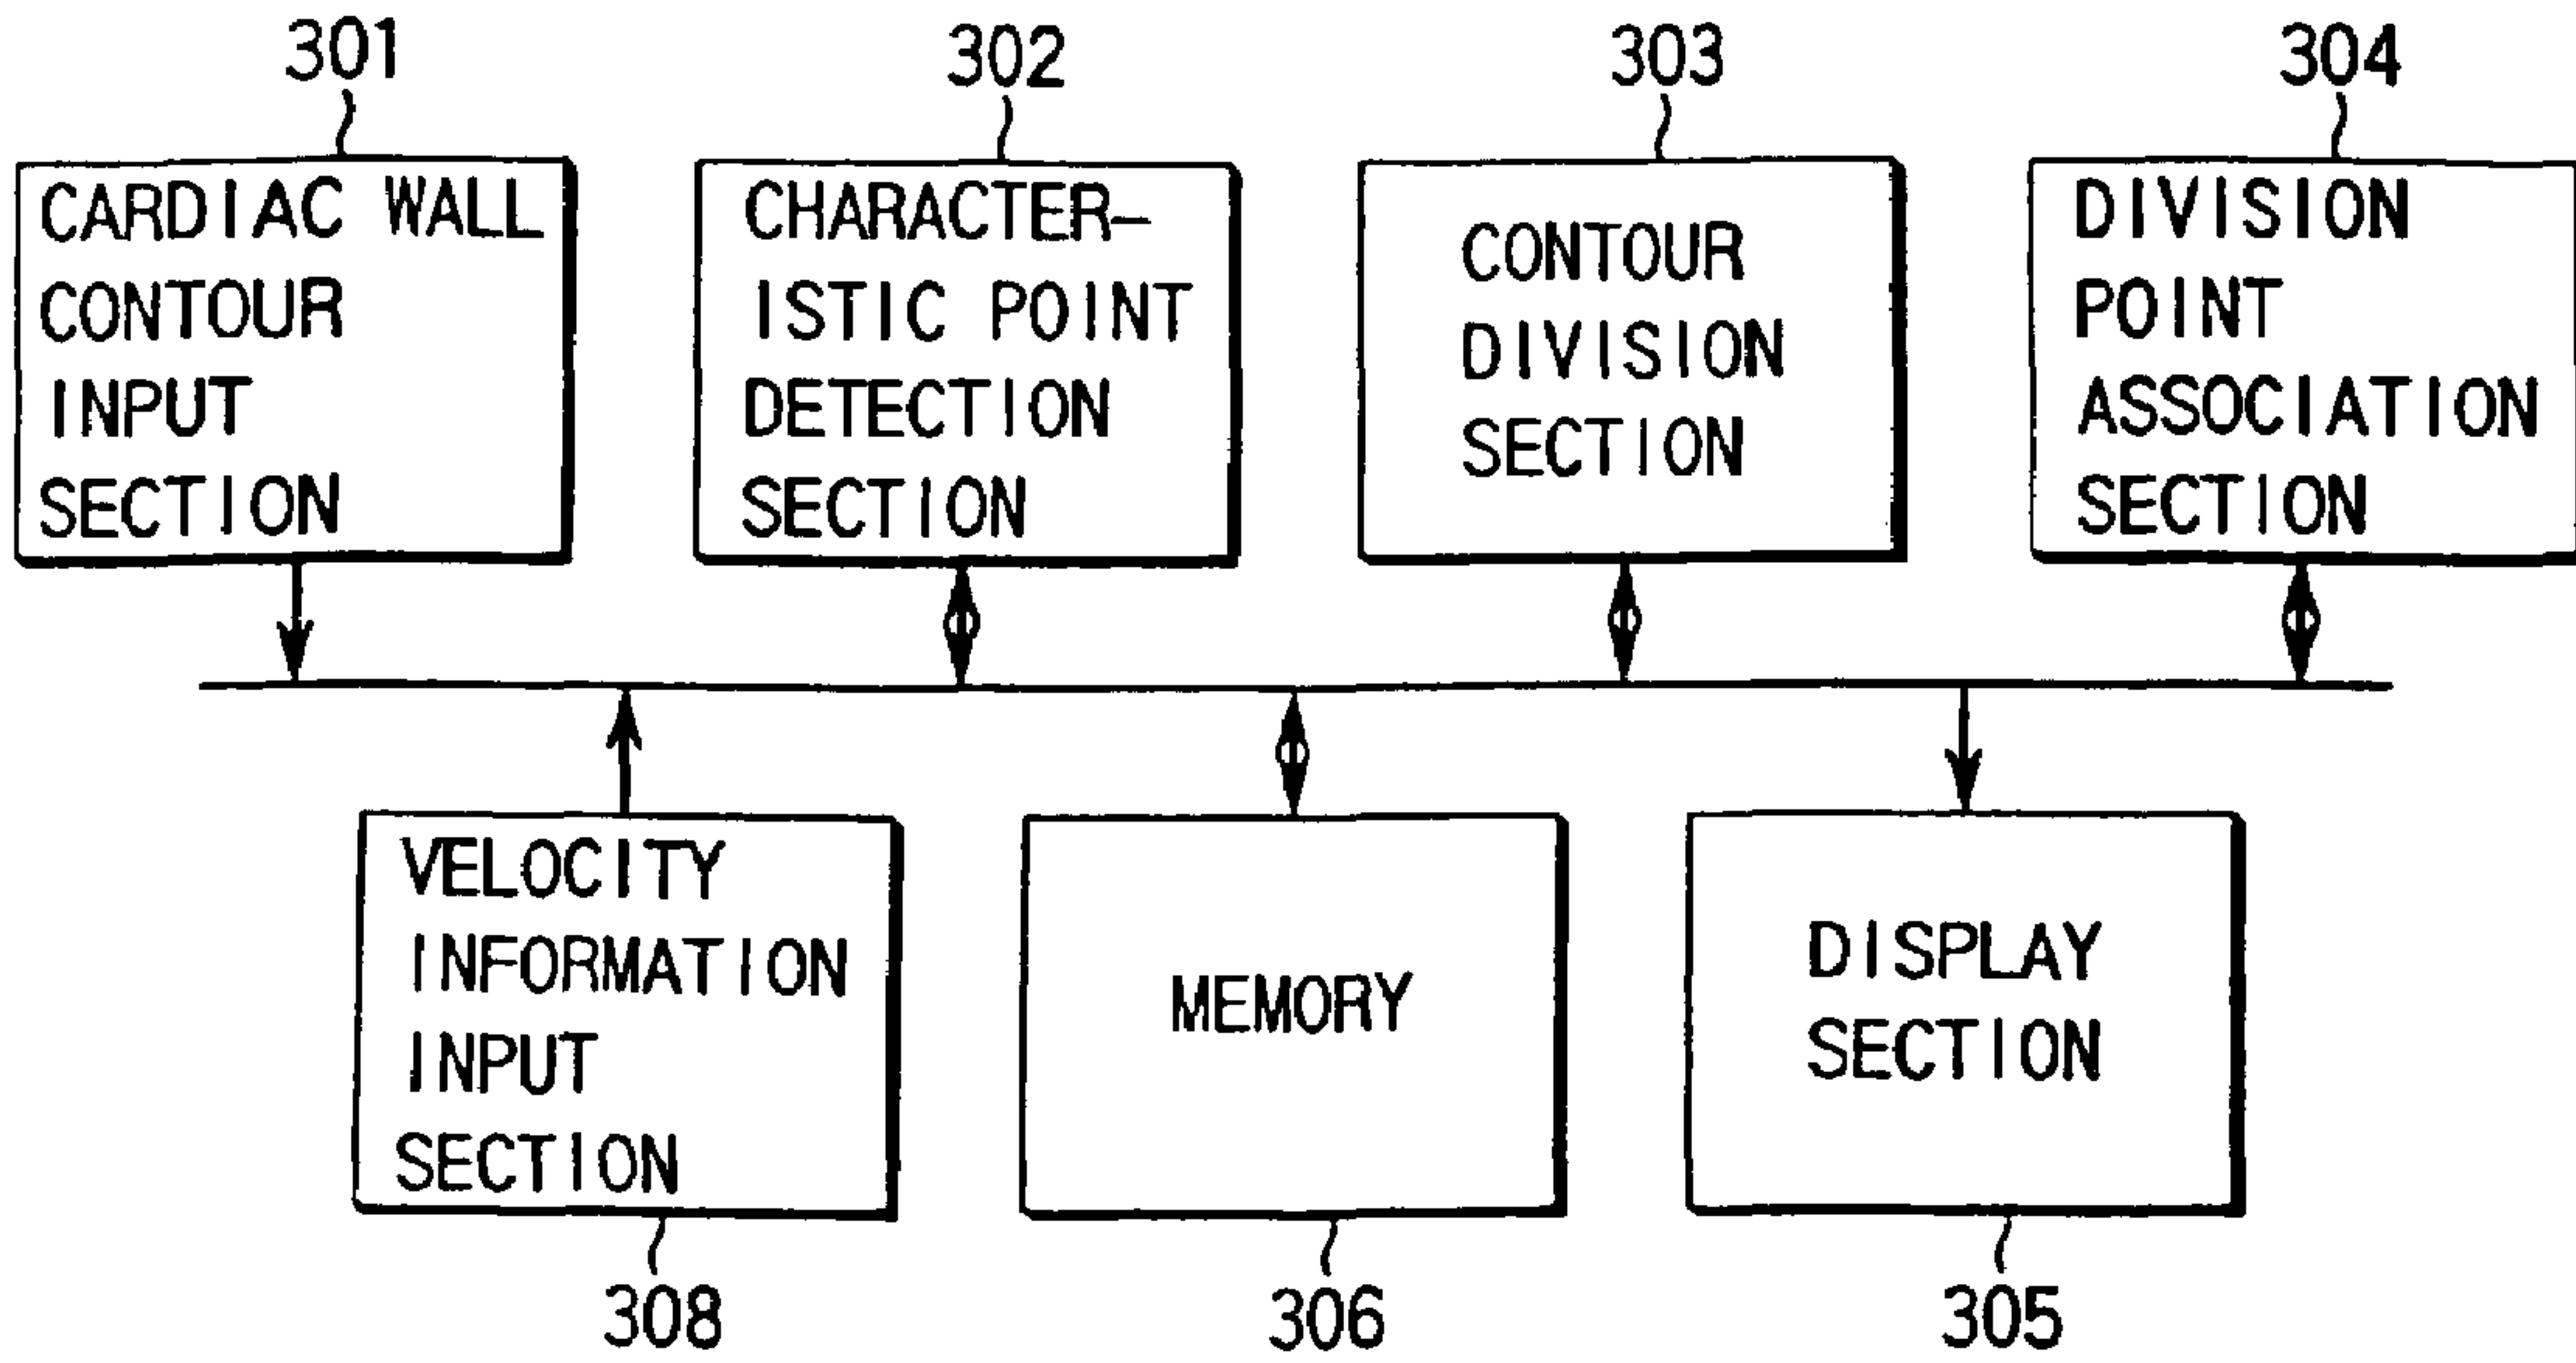 301
302
303
304
CARDIAC WALL
CONTOUR
INPUT
SECTION
CHARACTER-
ISTIC POINT
DETECTION
SECTION
CONTOUR
DIVISION
SECTION
DIVISION
POINT
ASSOCIATION
SECTION
VELOCITY
INFORMATION
INPUT
SECTION
MEMORY
DISPLAY
SECTION
308
306
305